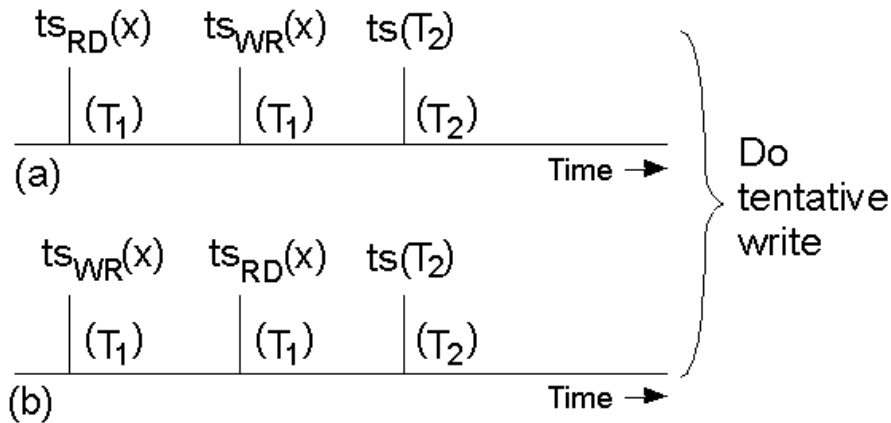 ts_RD(x) ts_WR(x) ts(T_2)
(T_1) (T_1) (T_2)
(a) Time
ts_WR(x) ts_RD(x) ts(T_2)
(T_1) (T_1) (T_2)
(b) Time
Do
tentative
write